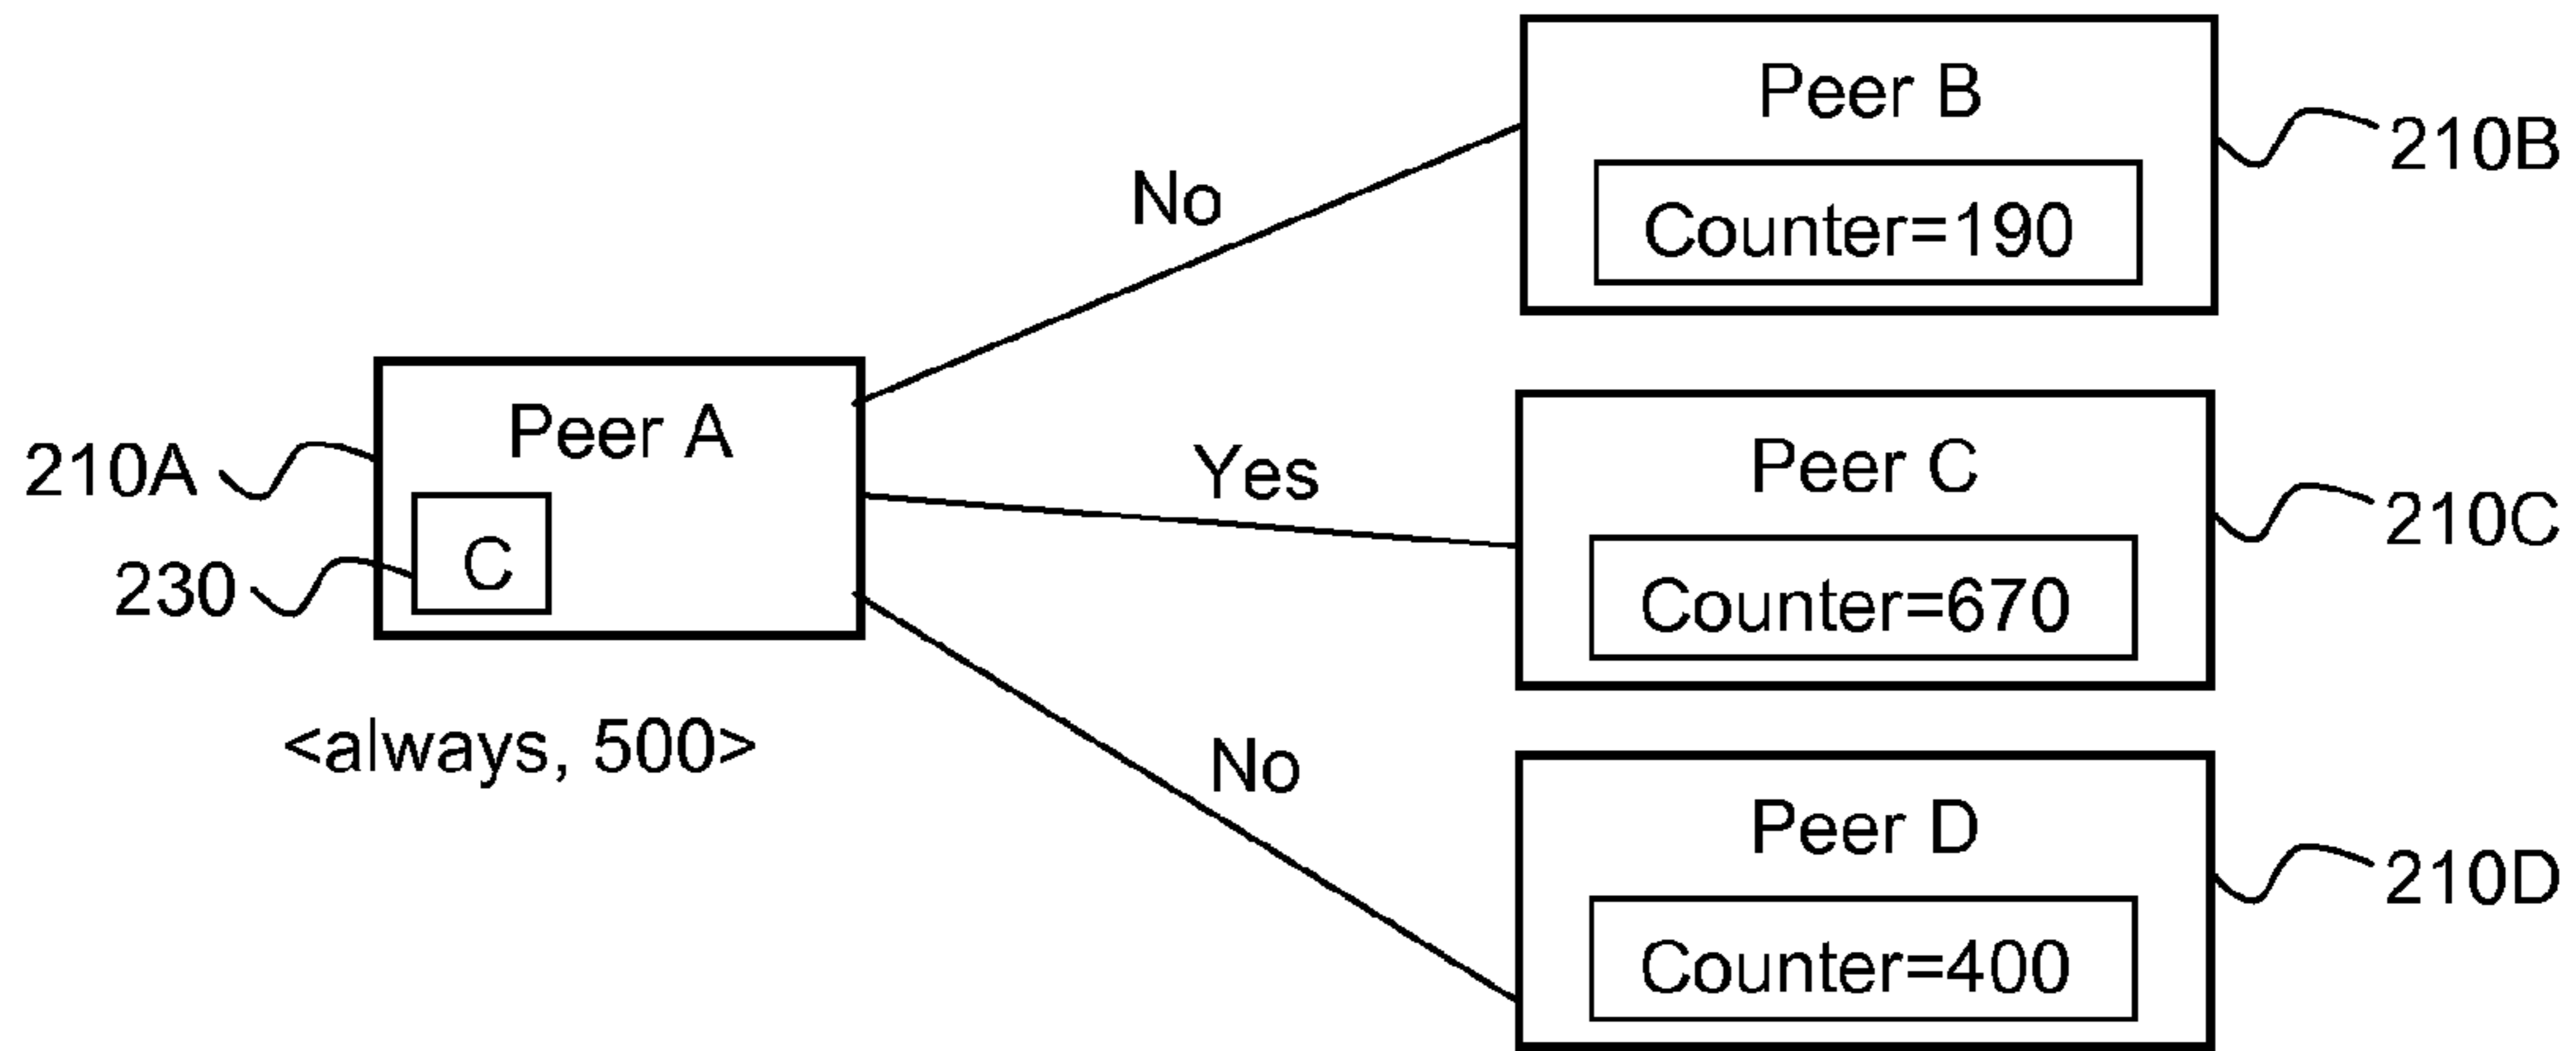 Peer B
Counter=190
210B
No
Peer A
210A
C
230
<always, 500>
Yes
Peer C
Counter=670
210C
No
Peer D
Counter=400
210D